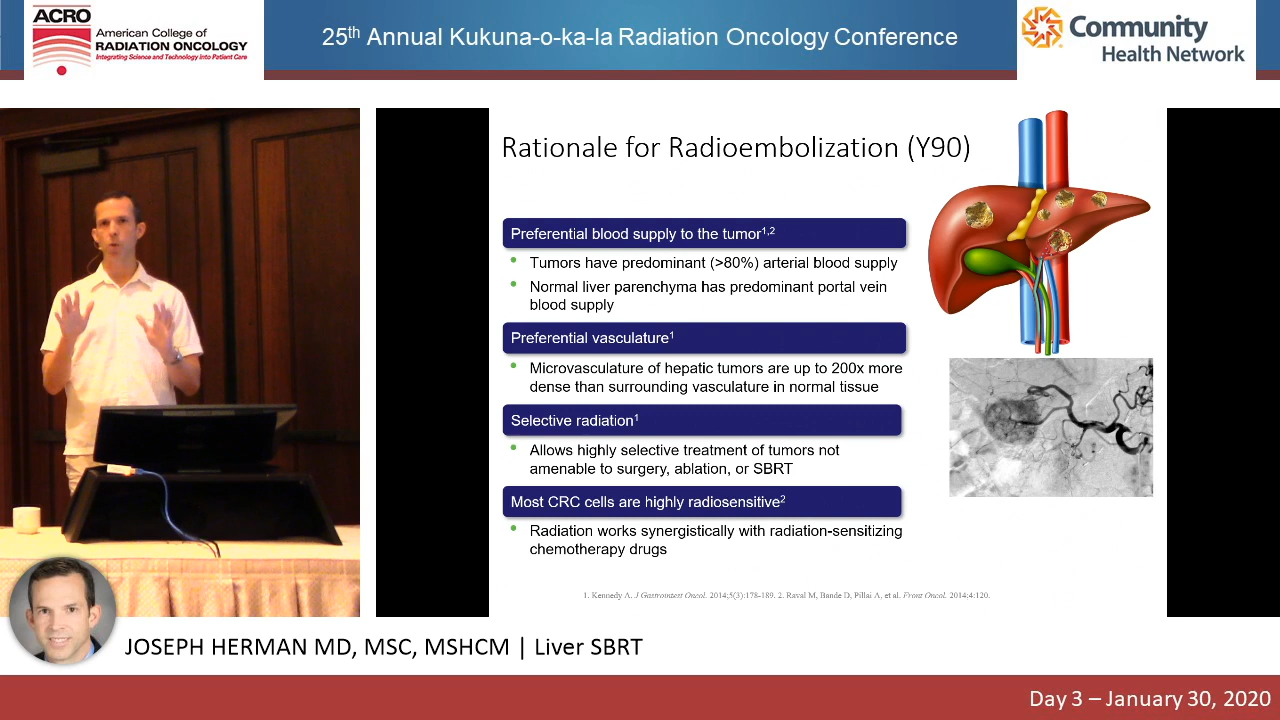 ACRO
American College of
RADIATION ONCOLOGY
Integrating Science and Technology Into Patient Care
25th Annual Kukuna-o-ka-la Radiation Oncology Conference
Community
Health Network
Rationale for Radioembolization (Y90)
Preferential blood supply to the tumor1,2
• Tumors have predominant (>80%) arterial blood supply
• Normal liver parenchyma has predominant portal vein
blood supply
Preferential vasculature1
• Microvasculature of hepatic tumors are up to 200x more
dense than surrounding vasculature in normal tissue
Selective radiation1
• Allows highly selective treatment of tumors not
amenable to surgery, ablation, or SBRT
Most CRC cells are highly radiosensitive2
• Radiation works synergistically with radiation-sensitizing
chemotherapy drugs
1. Kennedy A. J Gastrointest Oncol. 2014;5(3):178-189. 2. Raval M, Bande D, Pillai A, et al. Front Oncol. 2014;4:120.
JOSEPH HERMAN MD, MSC, MSHCM | Liver SBRT
Day 3 – January 30, 2020